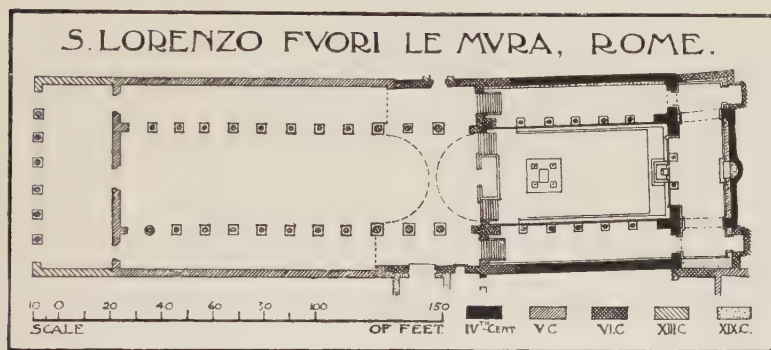 S. LORENZO FVORI LE MVRA, ROME.
10 0 20 40 60 80 100 150
SCALE OF FEET.
IVTH-CENT V C VI.C XIII C XIX.C.